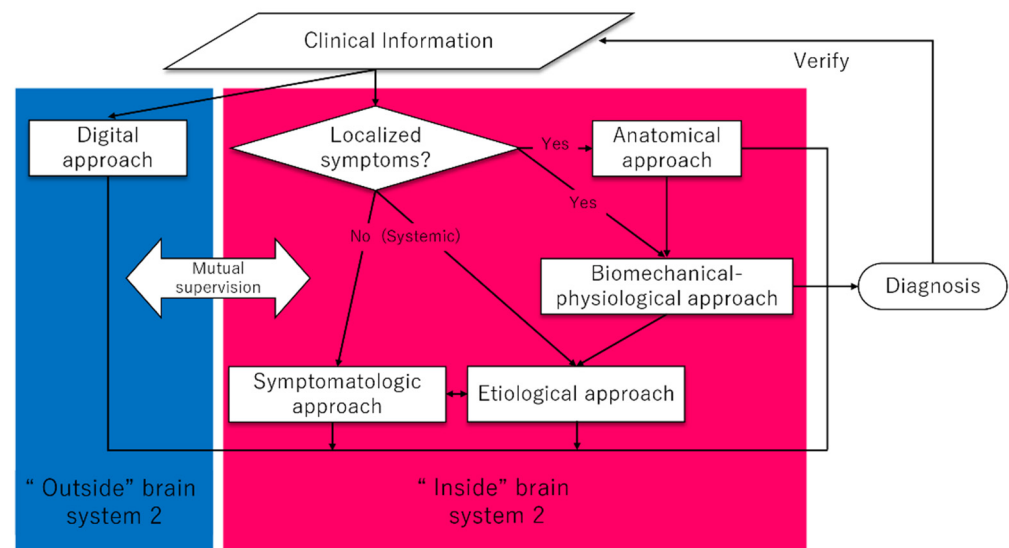 Clinical Information
Verify
Digital
approach
Localized
symptoms?
Yes
Anatomical
approach
Yes
No (Systemic)
Mutual
supervision
Biomechanical-
physiological approach
Diagnosis
Symptomatologic
approach
Etiological approach
“ Outside” brain
system 2
“ Inside” brain
system 2